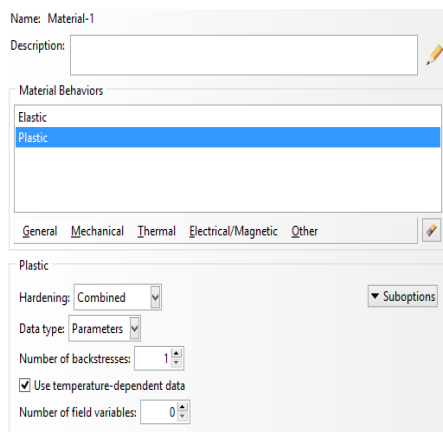 Name: Material-1
Description:
Material Behaviors
Elastic
Plastic
General Mechanical Thermal Electrical/Magnetic Other
Plastic
Hardening: Combined
Suboptions
Data type: Parameters
Number of backstresses: 1
Use temperature-dependent data
Number of field variables: 0